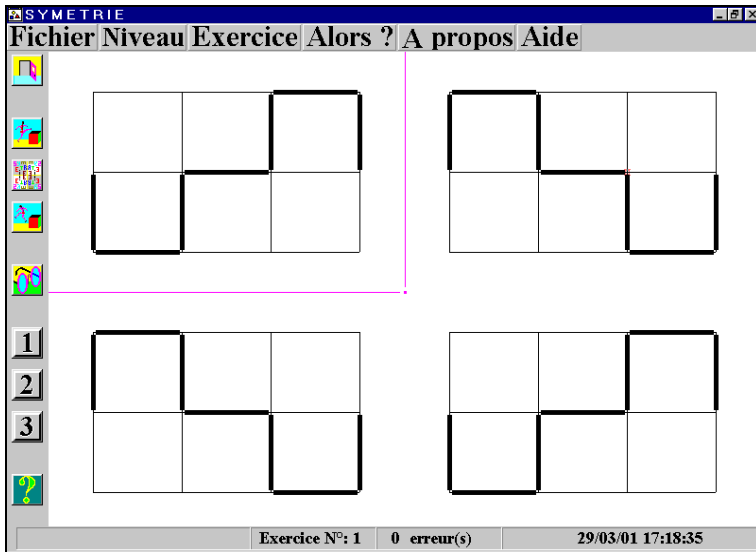 SYMETRIE
Fichier Niveau Exercice Alors ? A propos Aide
1
2
3
?
Exercice N°: 1 0 erreur(s) 29/03/01 17:18:35